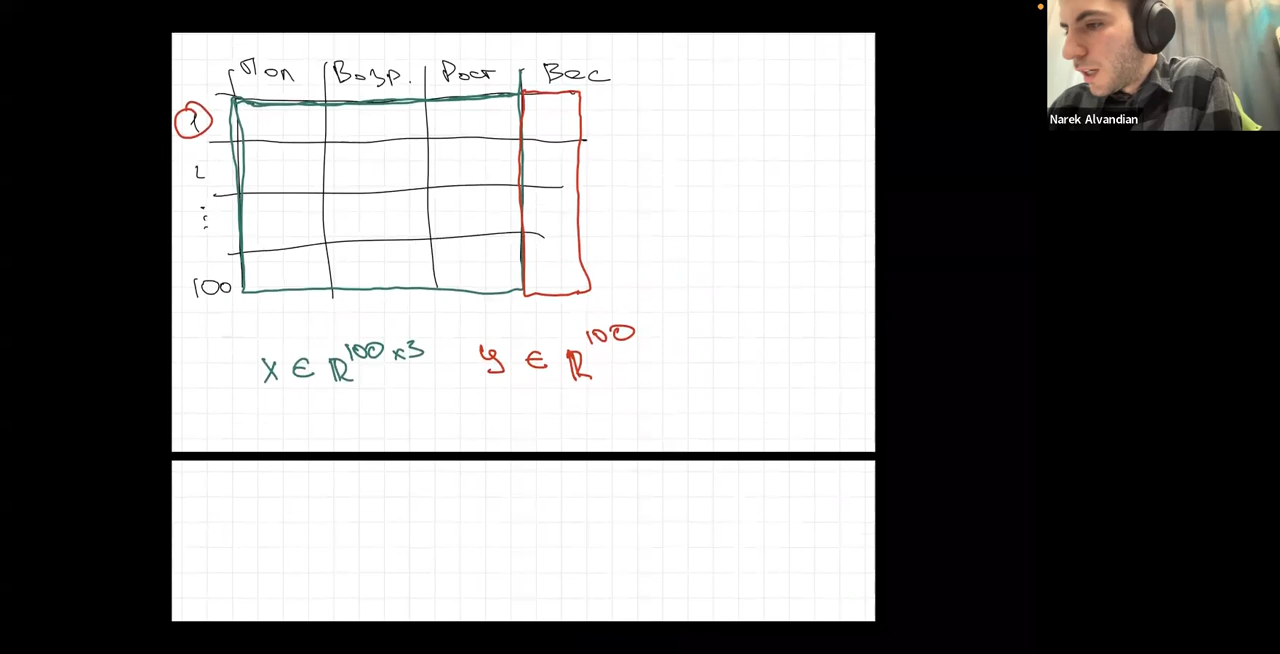 Пол Возр. Рост Вес
1
2
⋮
100
X ∈ ℝ^{100×3} y ∈ ℝ^{100}
Narek Alvandian